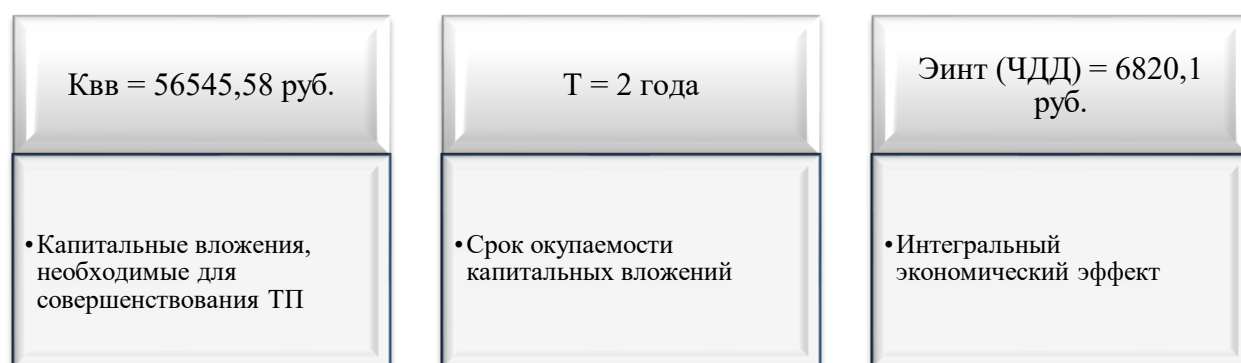 Kвв = 56545,58 руб.
T = 2 года
Эинт (ЧДД) = 6820,1
руб.
•Капитальные вложения,
необходимые для
совершенствования ТП
•Срок окупаемости
капитальных вложений
•Интегральный
экономический эффект